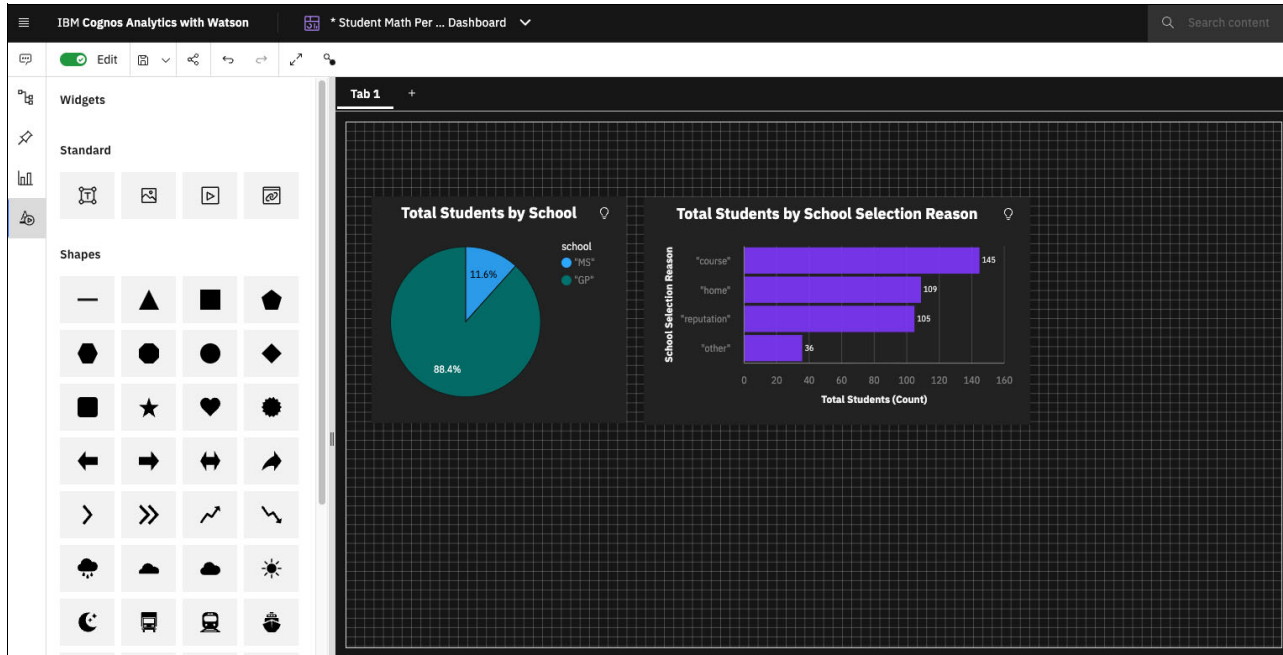 IBM Cognos Analytics with Watson
* Student Math Per ... Dashboard
Search content
Edit
Widgets
Tab 1 +
Standard
T
Shapes
Total Students by School
school
"MS"
"GP"
11.6%
88.4%
Total Students by School Selection Reason
School Selection Reason
"course" 145
"home" 109
"reputation" 105
"other" 36
0 20 40 60 80 100 120 140 160
Total Students (Count)